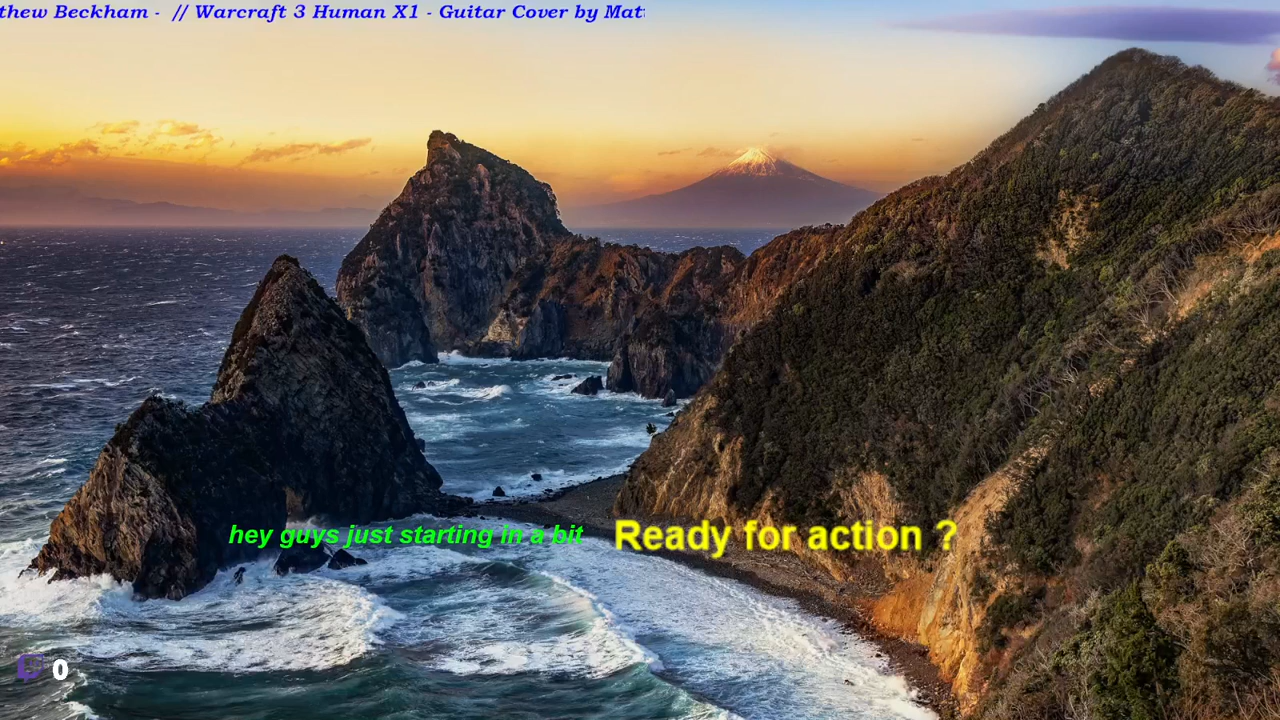 thew Beckham -  // Warcraft 3 Human X1 - Guitar Cover by Mat
hey guys just starting in a bit
Ready for action ?
0